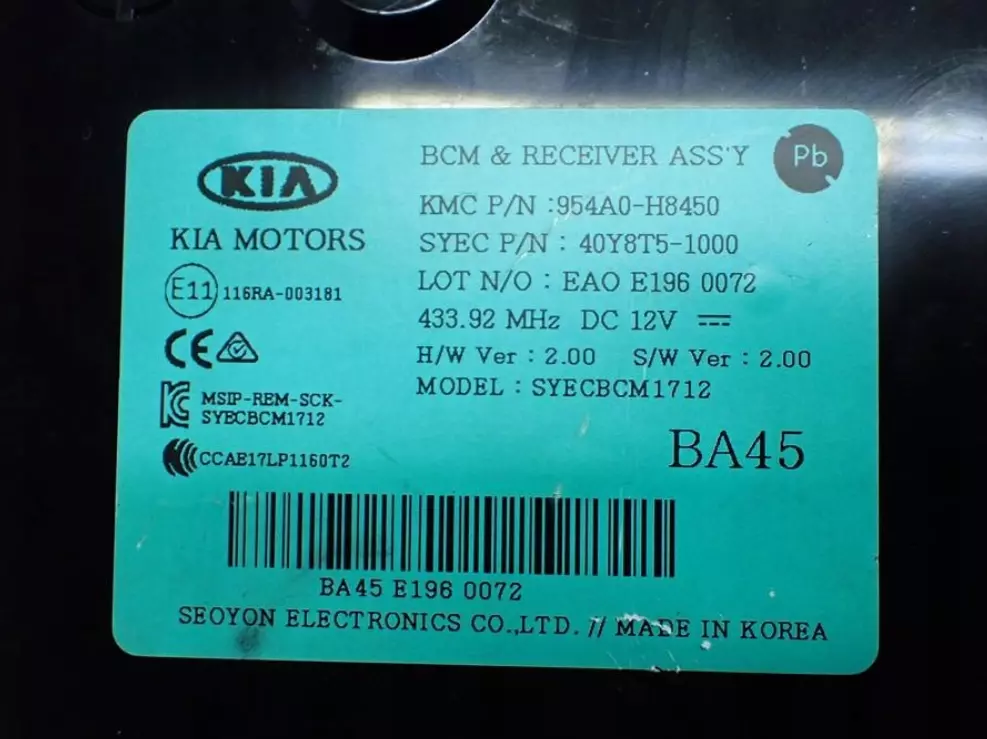 KIA
KIA MOTORS
E11 116RA-003181
CE
MSIP-REM-SCK-
SYECBCM1712
CCAE17LP1160T2
BCM & RECEIVER ASS'Y
Pb
KMC P/N :954A0-H8450
SYEC P/N : 40Y8T5-1000
LOT N/O : EAO E196 0072
433.92 MHz DC 12V
H/W Ver : 2.00 S/W Ver : 2.00
MODEL : SYECBCM1712
BA45
BA45 E196 0072
SEOYON ELECTRONICS CO.,LTD. // MADE IN KOREA